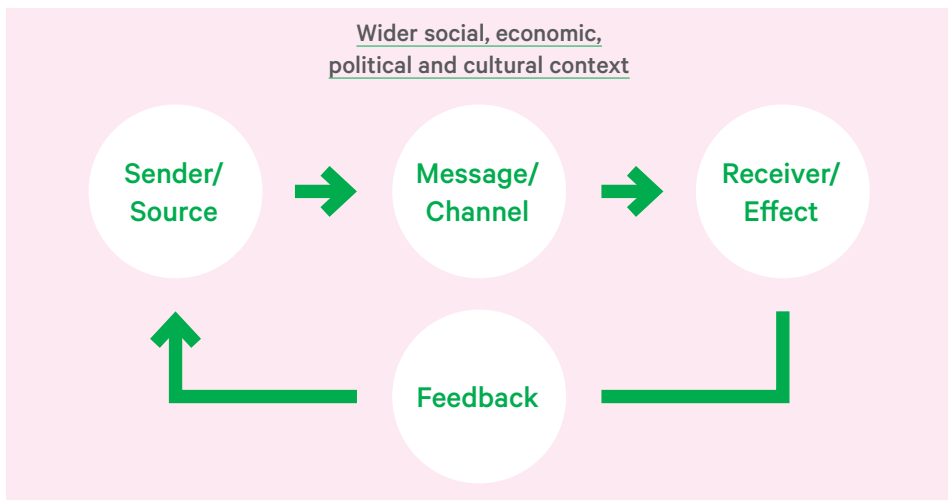 Wider social, economic,
political and cultural context
Sender/
Source
Message/
Channel
Receiver/
Effect
Feedback